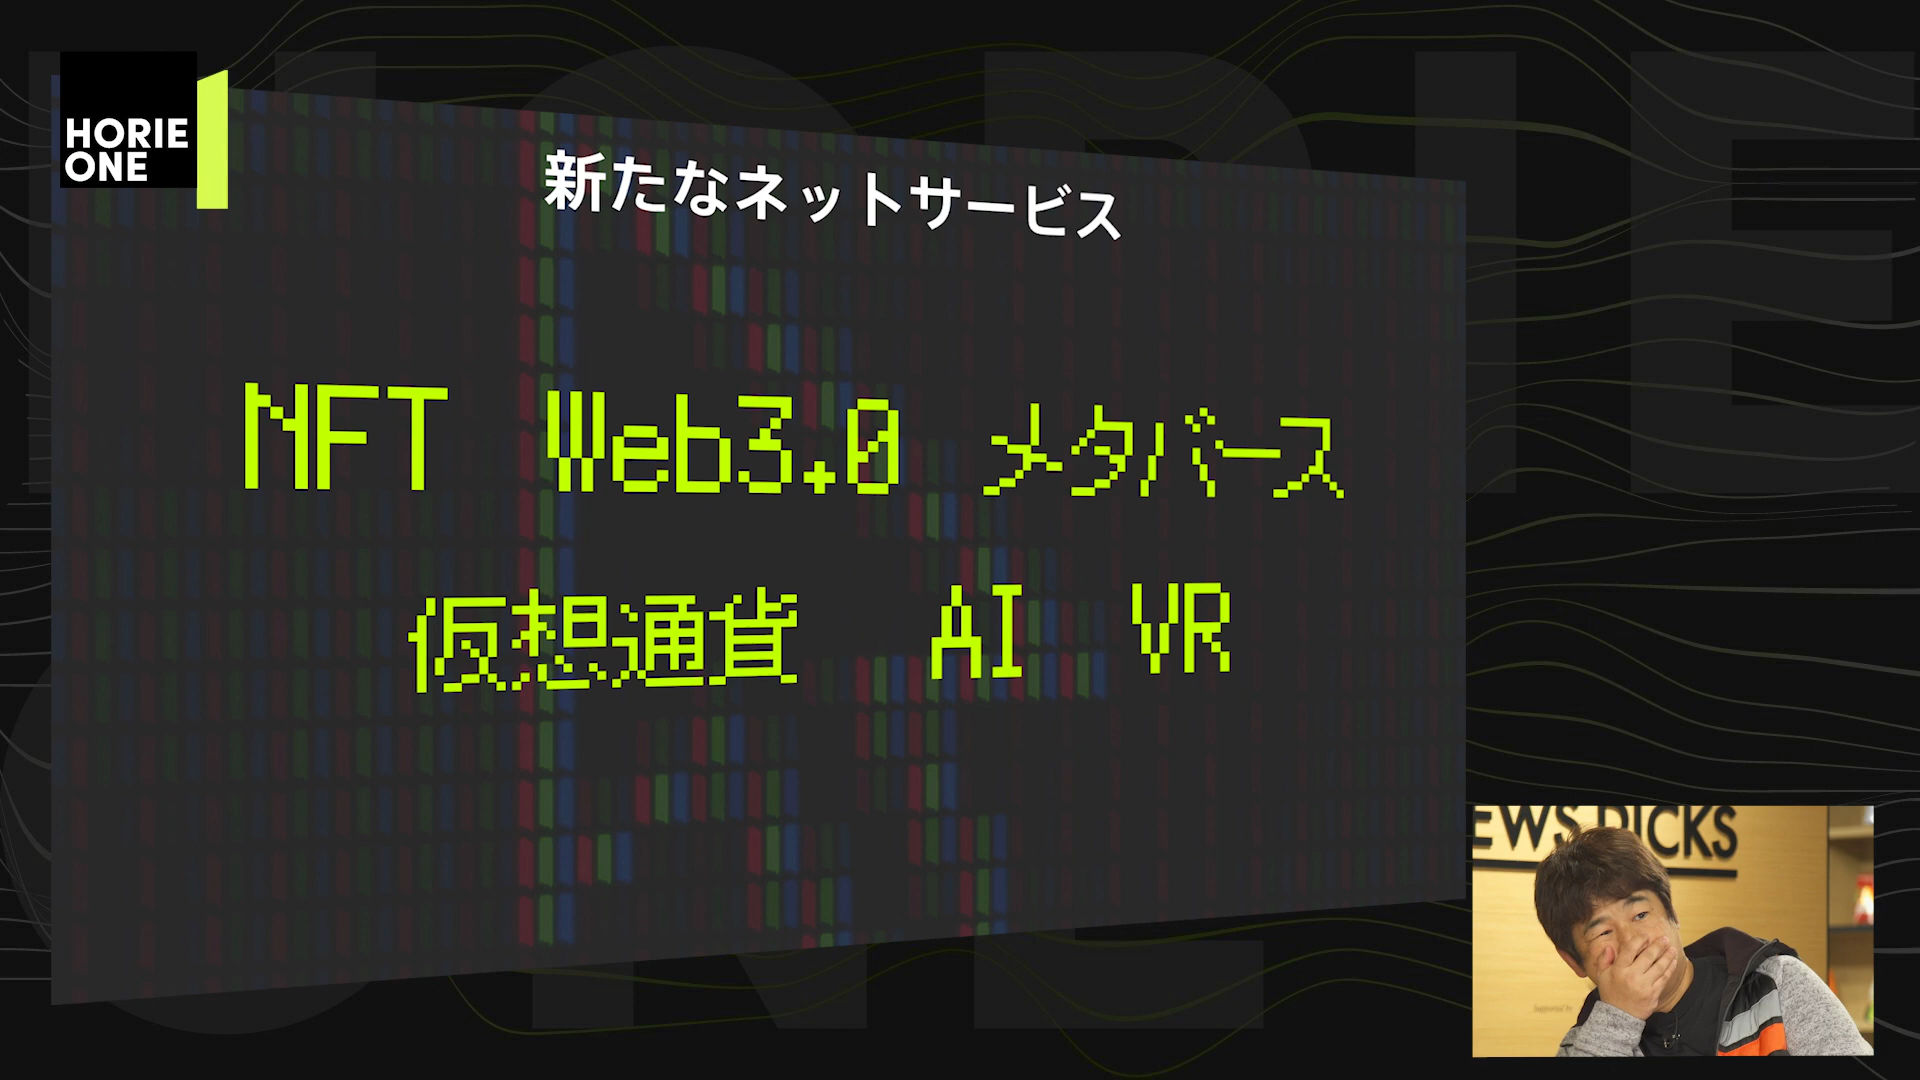 HORIE
ONE
新たなネットサービス
NFT Web3.0 メタバース
仮想通貨 AI VR
EWS PICKS